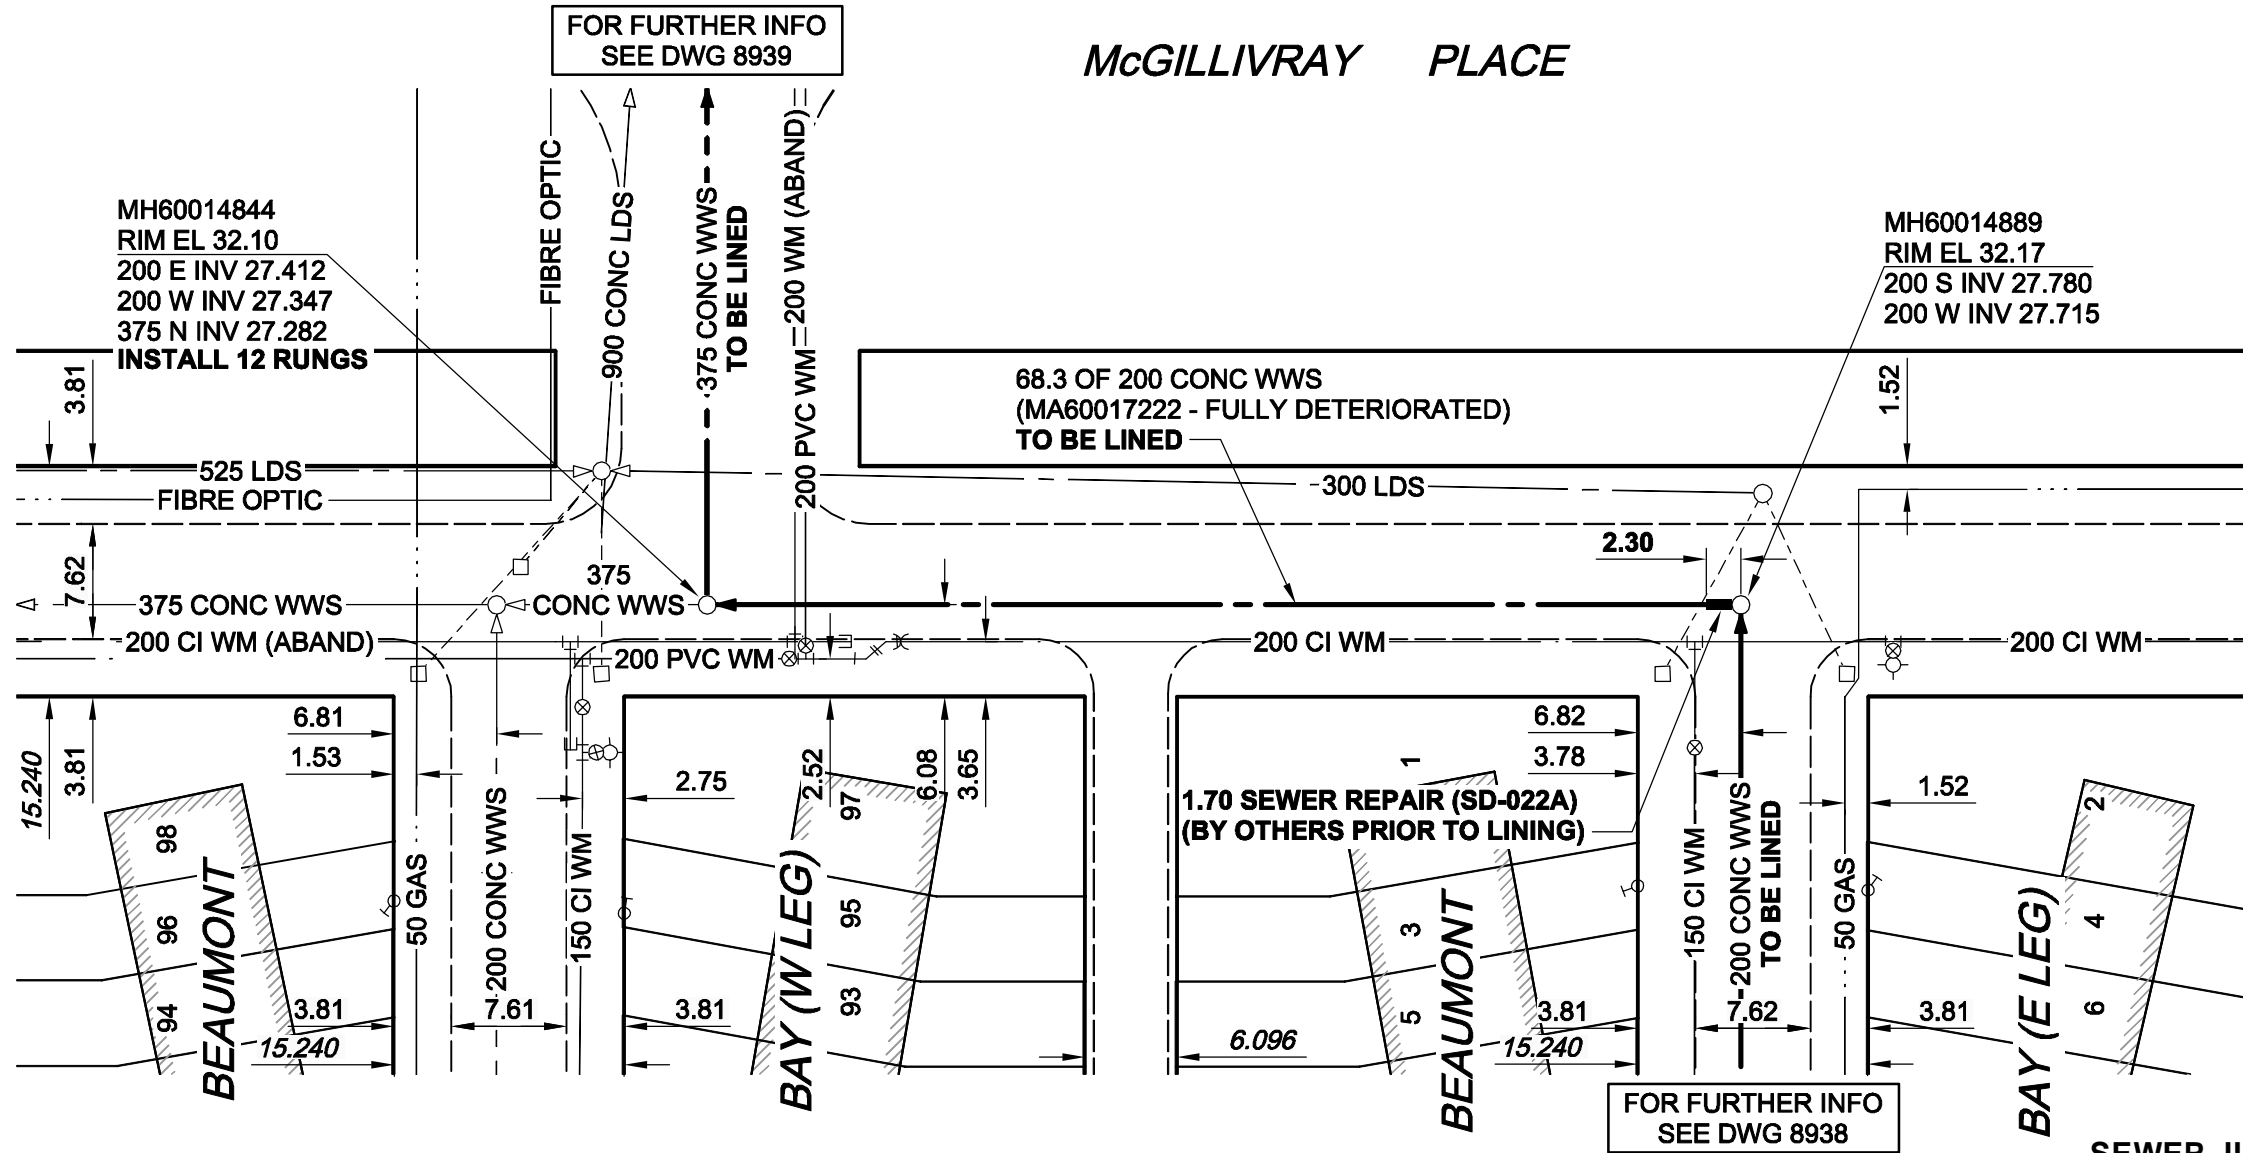 FOR FURTHER INFO
SEE DWG 8939
McGILLIVRAY PLACE
MH60014844
RIM EL 32.10
200 E INV 27.412
200 W INV 27.347
375 N INV 27.282
INSTALL 12 RUNGS
FIBRE OPTIC
900 CONC LDS
375 CONC WWS
TO BE LINED
200 WM (ABAND)
200 PVC WM
MH60014889
RIM EL 32.17
200 S INV 27.780
200 W INV 27.715
68.3 OF 200 CONC WWS
(MA60017222 - FULLY DETERIORATED)
TO BE LINED
3.81
1.52
525 LDS
FIBRE OPTIC
300 LDS
2.30
7.62
375
375 CONC WWS
CONC WWS
200 CI WM (ABAND)
200 PVC WM
200 CI WM
200 CI WM
15.240
3.81
6.81
1.53
2.75
2.52
6.08
3.65
6.82
3.78
1.52
1.70 SEWER REPAIR (SD-022A)
(BY OTHERS PRIOR TO LINING)
98
96
94
BEAUMONT
50 GAS
200 CONC WWS
150 CI WM
97
95
93
BAY (W LEG)
1
3
5
BEAUMONT
150 CI WM
200 CONC WWS
TO BE LINED
50 GAS
2
4
6
BAY (E LEG)
3.81
7.61
3.81
3.81
7.62
3.81
15.240
6.096
15.240
FOR FURTHER INFO
SEE DWG 8938